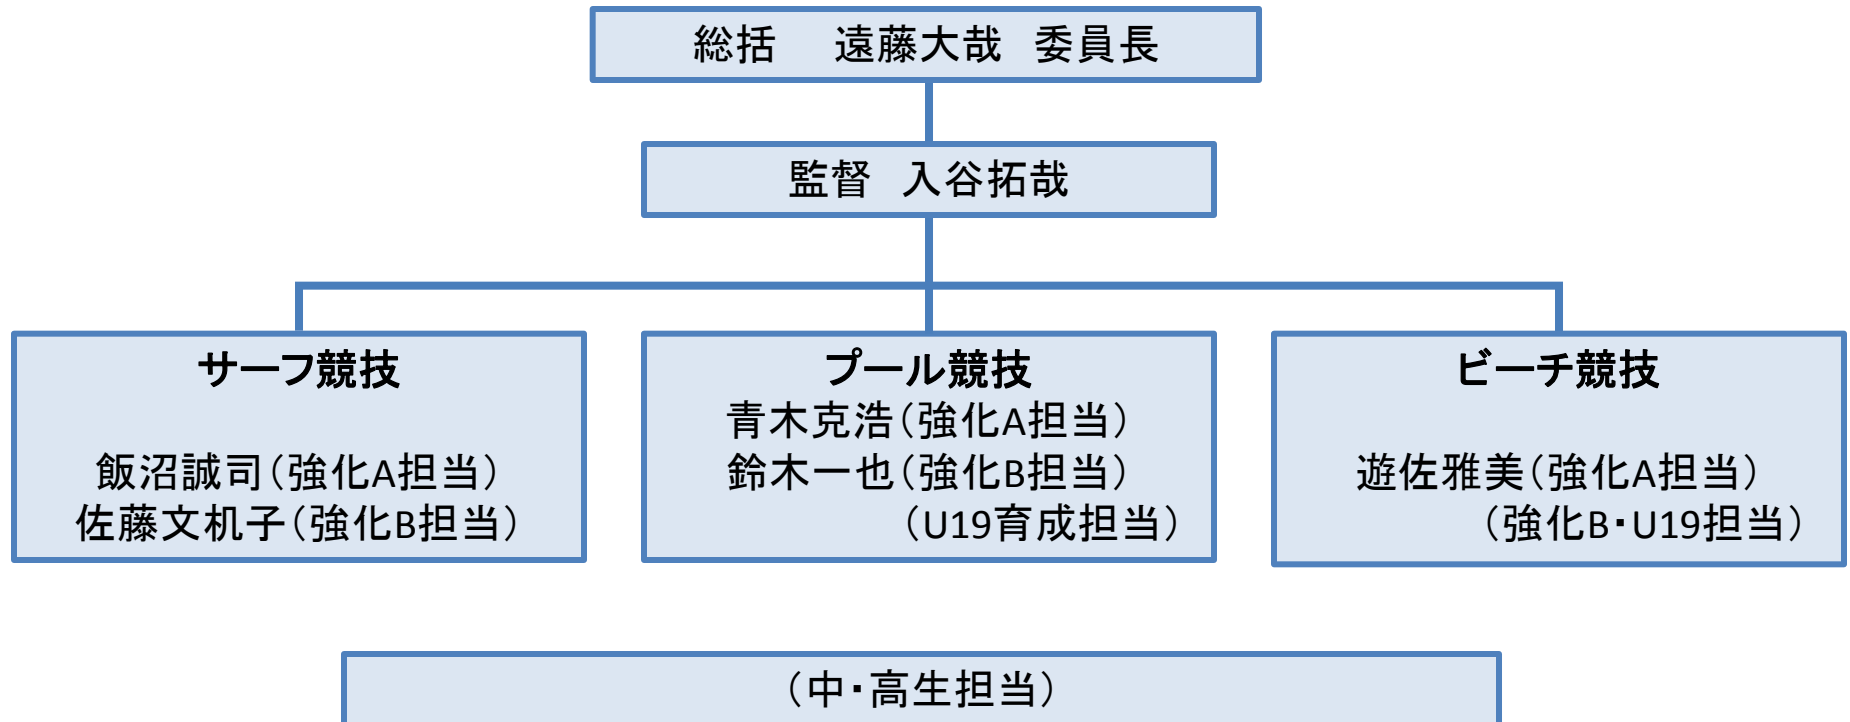 総括　遠藤大哉　委員長
監督　入谷拓哉
サーフ競技
飯沼誠司（強化A担当）
佐藤文机子（強化B担当）
プール競技
青木克浩（強化A担当）
鈴木一也（強化B担当）
（U19育成担当）
ビーチ競技
遊佐雅美（強化A担当）
（強化B・U19担当）
（中・高生担当）